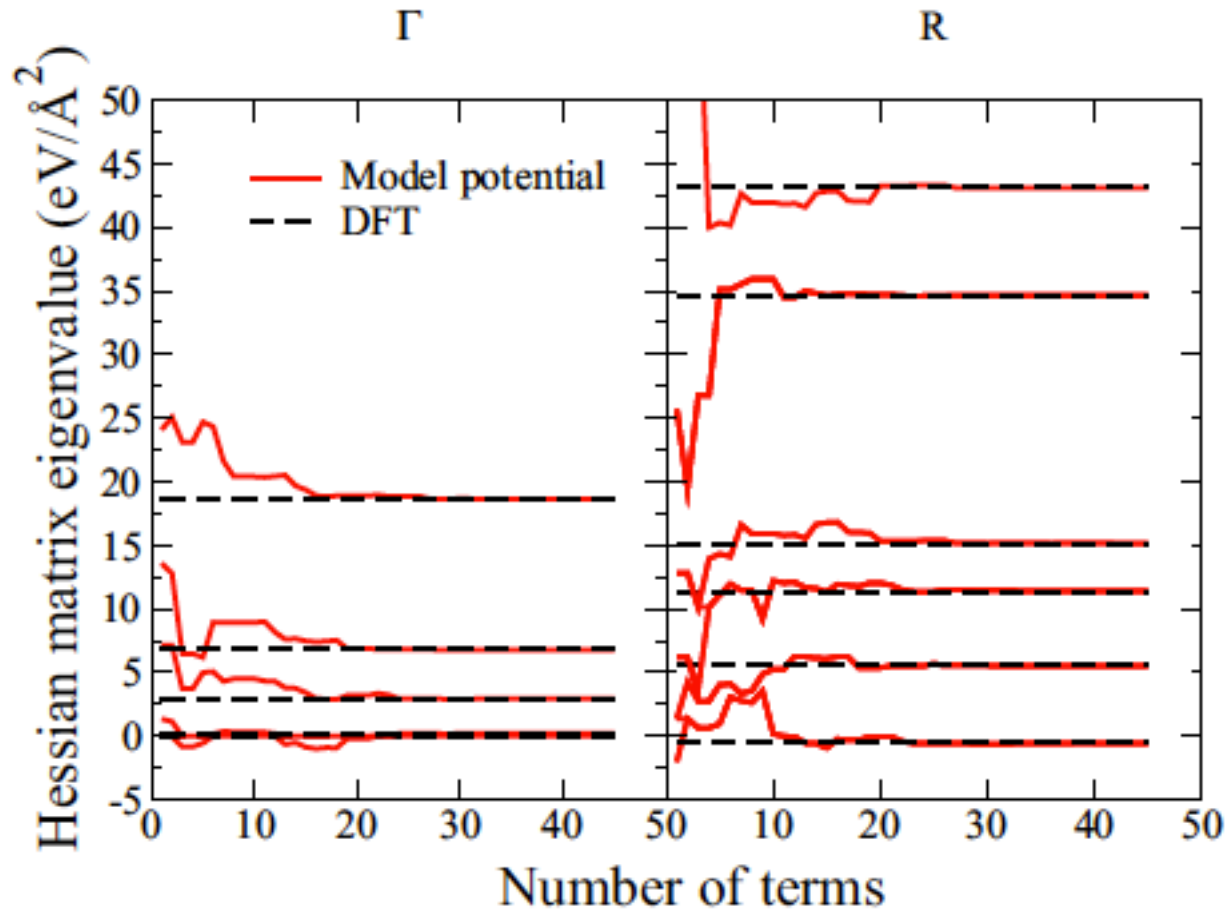 Γ R
Hessian matrix eigenvalue (eV/Å²)
50
45
40
35
30
25
20
15
10
5
0
-5
Model potential
DFT
0 10 20 30 40 50 10 20 30 40 50
Number of terms